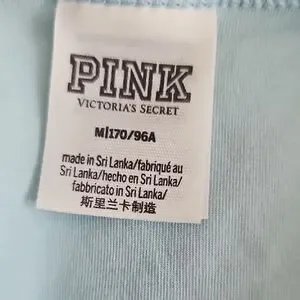 PINK
VICTORIA'S SECRET
M/170/96A
made in Sri Lanka/fabriqué au
Sri Lanka/hecho en Sri Lanka/
fabbricato in Sri Lanka/
斯里兰卡制造